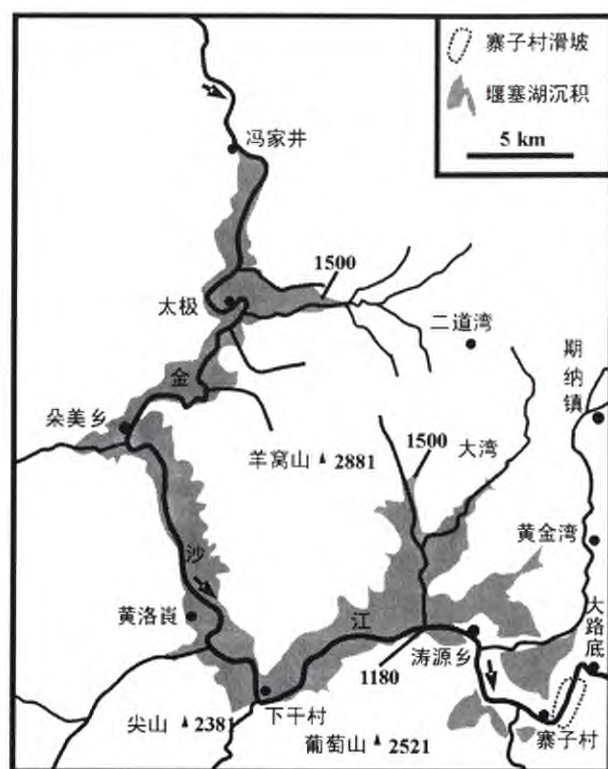 寨子村滑坡
堰塞湖沉积
5 km
冯家井
1500
太极
二道湾
期纳镇
金
朵美乡
羊窝山 2881
1500
大湾
黄金湾
沙
黄洛崀
江
大路底
1180
涛源乡
尖山 2381
下干村
葡萄山 2521
寨子村